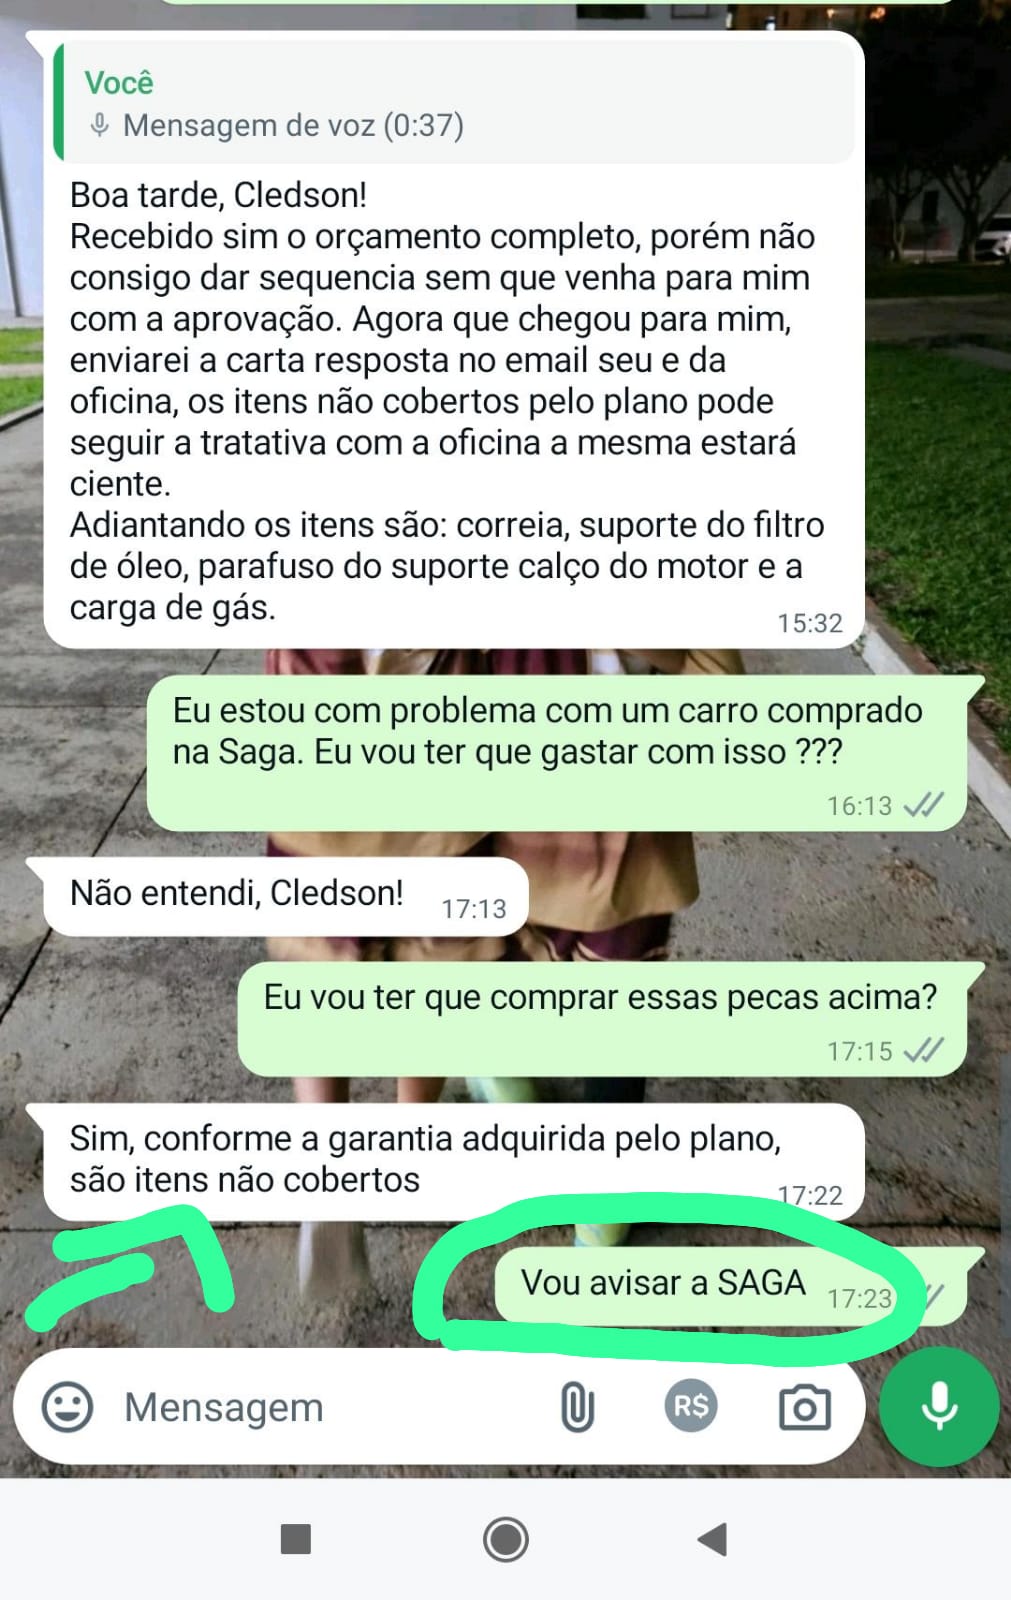 Você
Mensagem de voz (0:37)
Boa tarde, Cledson!
Recebido sim o orçamento completo, porém não
consigo dar sequencia sem que venha para mim
com a aprovação. Agora que chegou para mim,
enviarei a carta resposta no email seu e da
oficina, os itens não cobertos pelo plano pode
seguir a tratativa com a oficina a mesma estará
ciente.
Adiantando os itens são: correia, suporte do filtro
de óleo, parafuso do suporte calço do motor e a
carga de gás.
15:32
Eu estou com problema com um carro comprado
na Saga. Eu vou ter que gastar com isso ???
16:13
Não entendi, Cledson! 17:13
Eu vou ter que comprar essas pecas acima?
17:15
Sim, conforme a garantia adquirida pelo plano,
são itens não cobertos 17:22
Vou avisar a SAGA 17:23
Mensagem R$